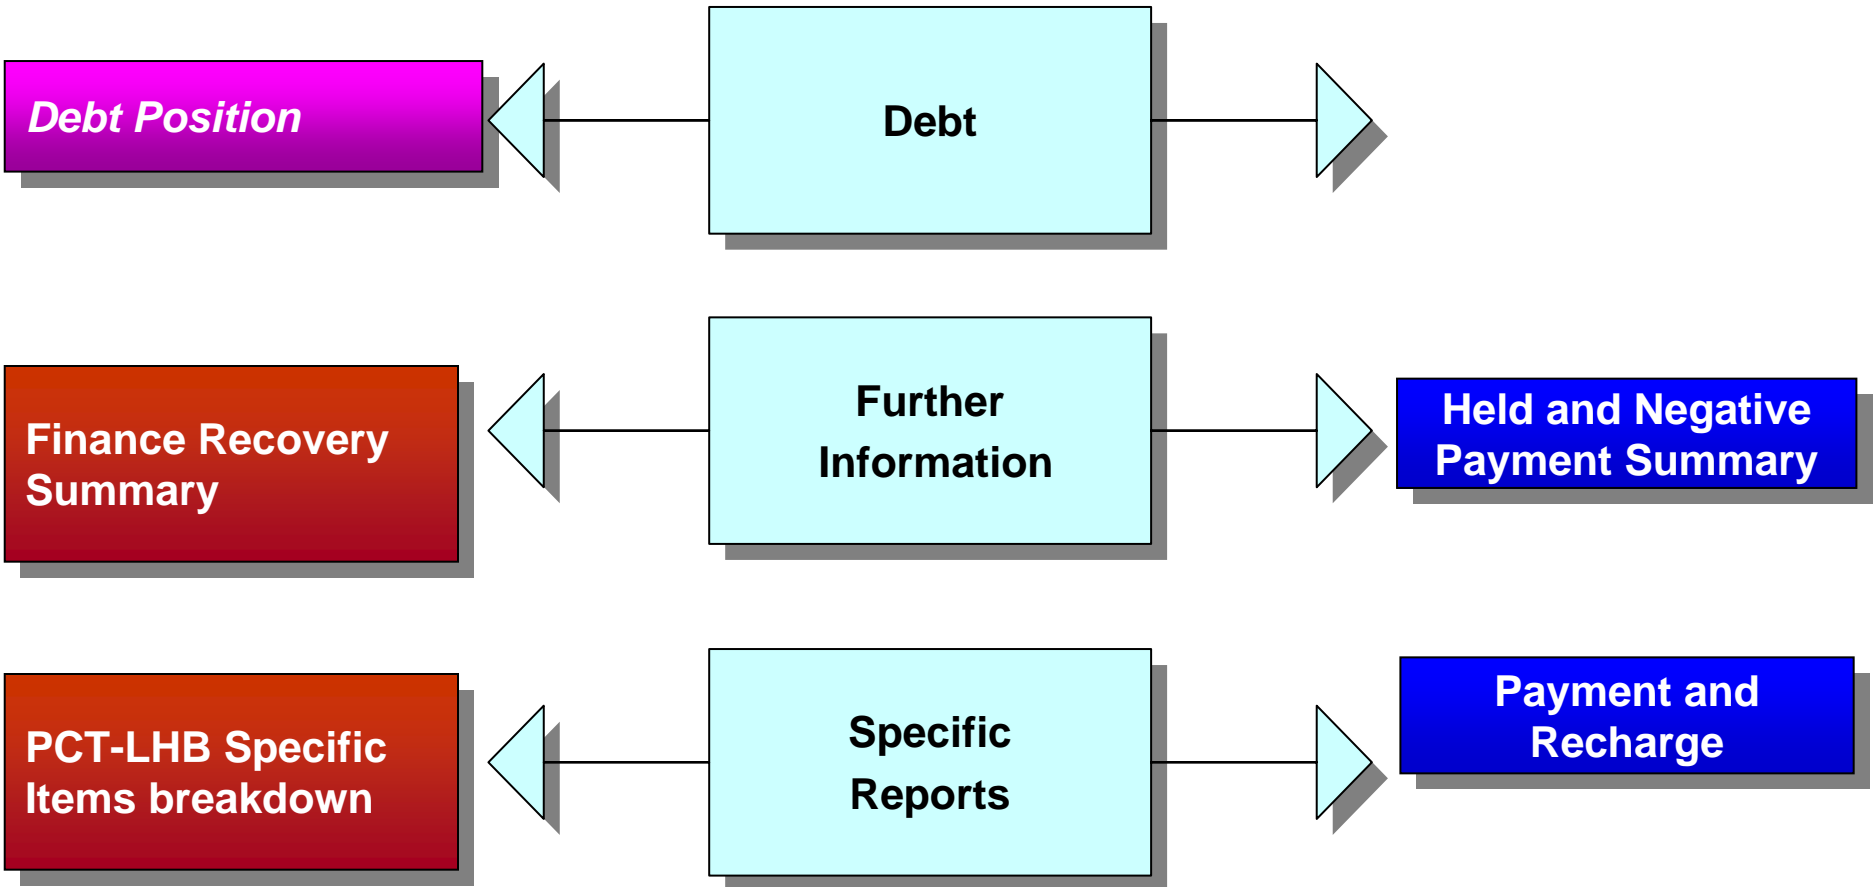 Debt Position
Debt
Finance Recovery
Summary
Further
Information
Held and Negative
Payment Summary
PCT-LHB Specific
Items breakdown
Specific
Reports
Payment and
Recharge